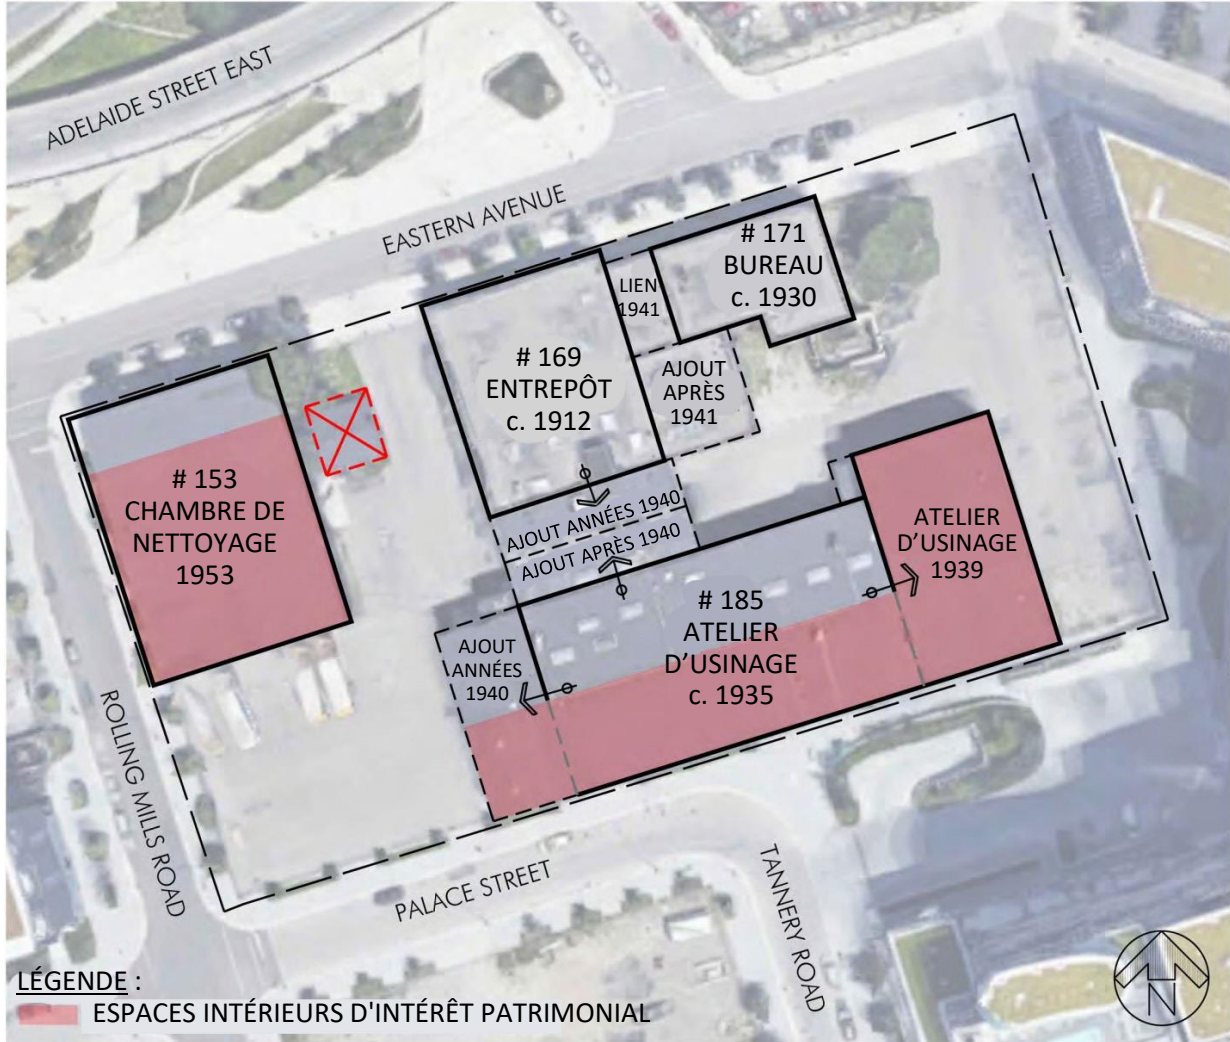 ADELAIDE STREET EAST
EASTERN AVENUE
# 171
BUREAU
c. 1930
LIEN
1941
# 169
ENTREPÔT
c. 1912
AJOUT
APRÈS
1941
# 153
CHAMBRE DE
NETTOYAGE
1953
AJOUT ANNÉES 1940
AJOUT APRÈS 1940
ATELIER
D'USINAGE
1939
# 185
ATELIER
D'USINAGE
c. 1935
AJOUT
ANNÉES
1940
ROLLING MILLS ROAD
PALACE STREET
TANNERY ROAD
N
LÉGENDE :
ESPACES INTÉRIEURS D'INTÉRÊT PATRIMONIAL